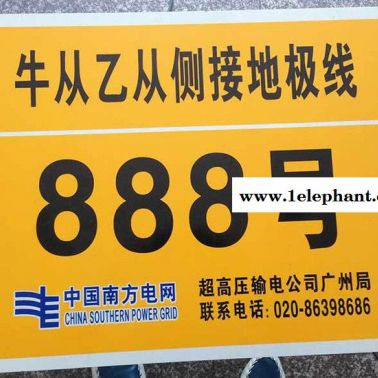 牛从乙从侧接地极线
888号
www.1elephant.c
中国南方电网
CHINA SOUTHERN POWER GRID
超高压输电公司广州局
联系电话: 020-86398686